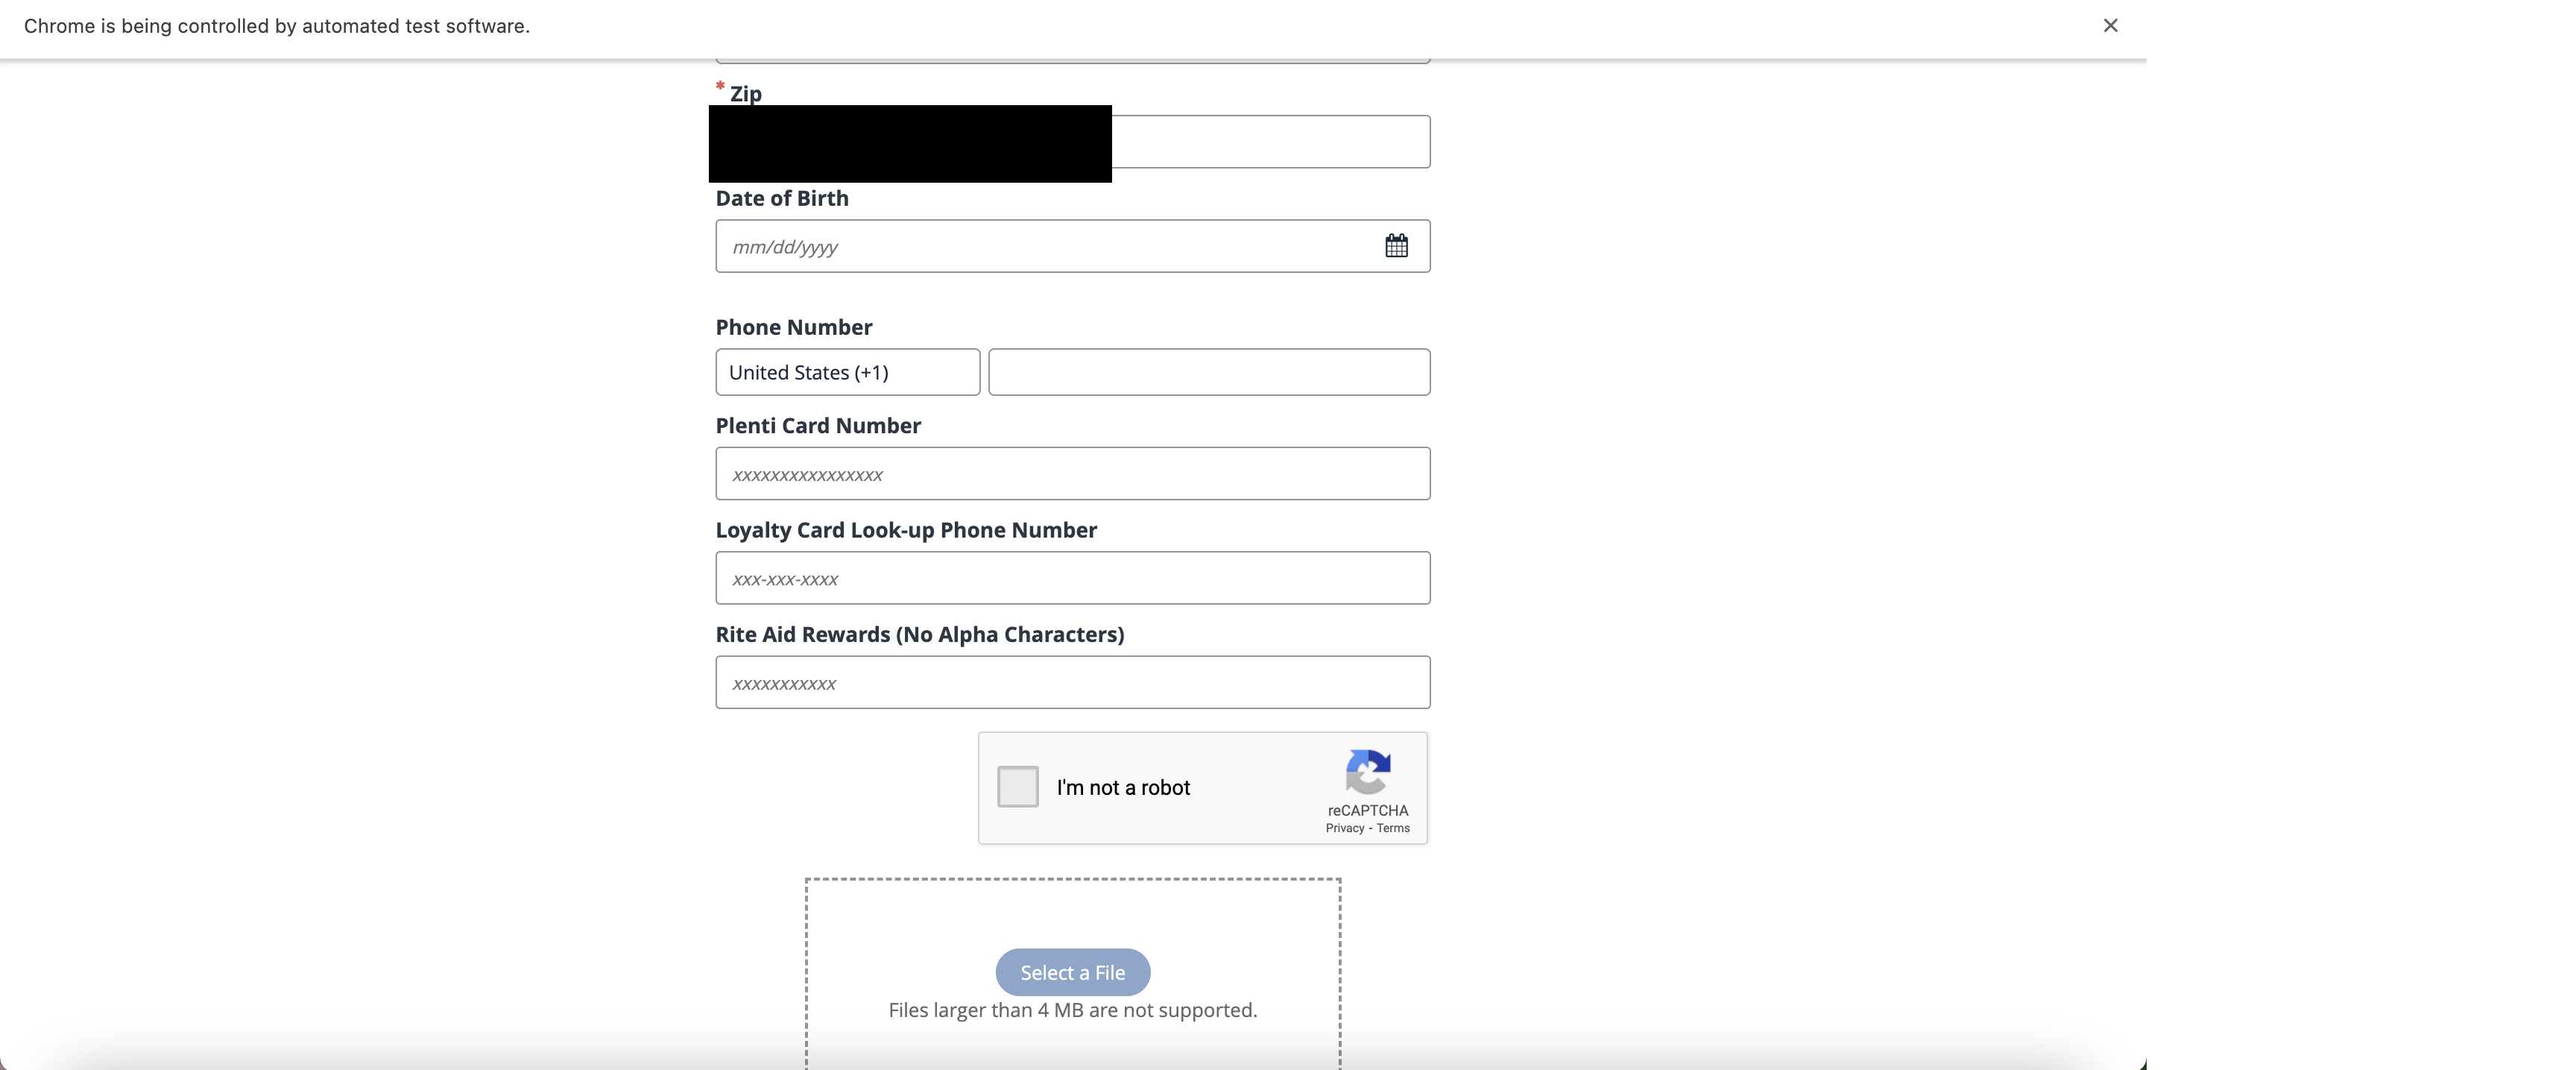 Chrome is being controlled by automated test software.
* Zip
Date of Birth
mm/dd/yyyy
Phone Number
United States (+1)
Plenti Card Number
xxxxxxxxxxxxxxxx
Loyalty Card Look-up Phone Number
xxx-xxx-xxxx
Rite Aid Rewards (No Alpha Characters)
xxxxxxxxxxx
I'm not a robot
reCAPTCHA
Privacy - Terms
Select a File
Files larger than 4 MB are not supported.